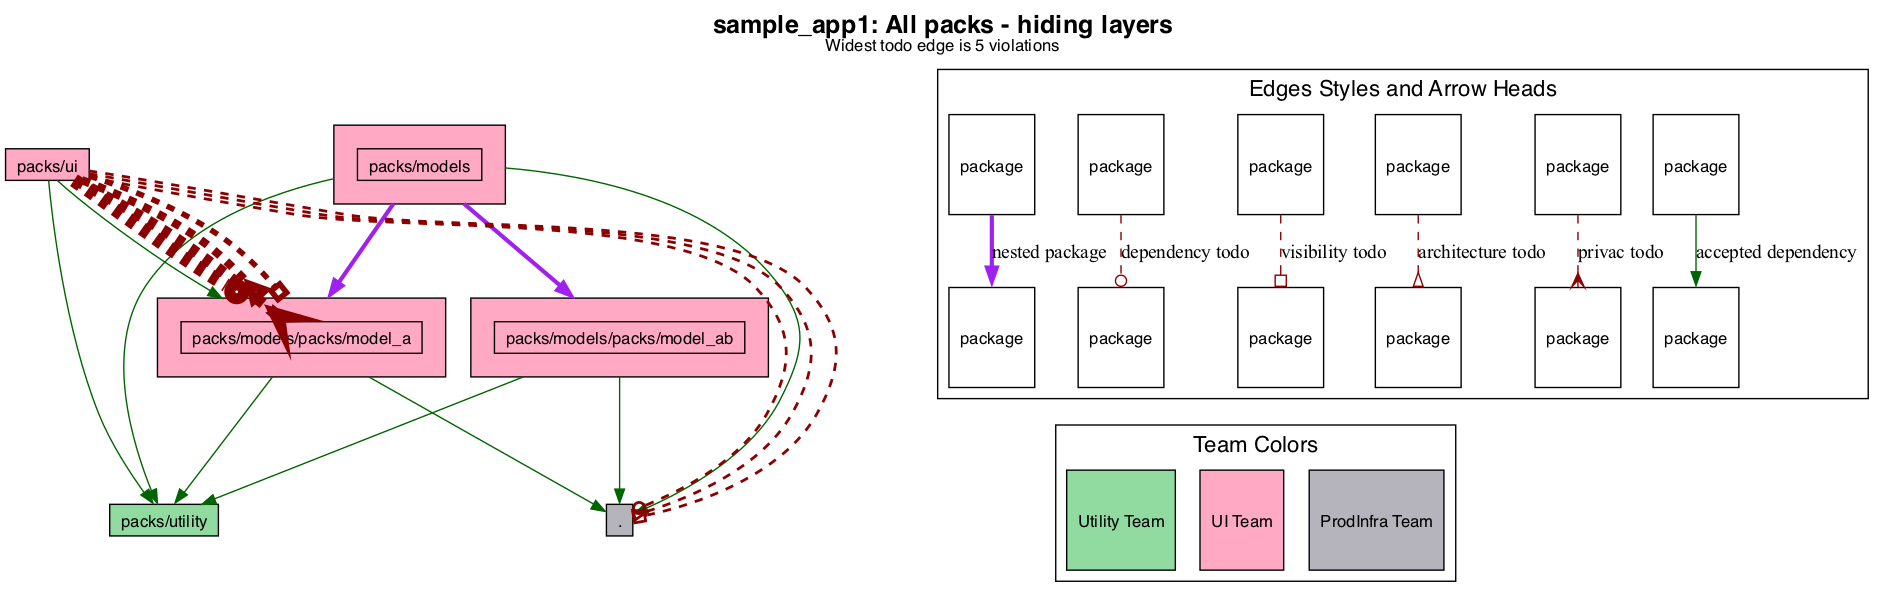 sample_app1: All packs - hiding layers
Widest todo edge is 5 violations
packs/ui
packs/models
packs/models/packs/model_a
packs/models/packs/model_ab
packs/utility
.
Edges Styles and Arrow Heads
package
package
package
package
package
package
nested package
dependency todo
visibility todo
architecture todo
privac todo
accepted dependency
package
package
package
package
package
package
Team Colors
Utility Team
UI Team
ProdInfra Team